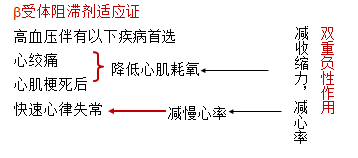 β受体阻滞剂适应证
高血压伴有以下疾病首选
心绞痛
心肌梗死后
降低心肌耗氧
快速心律失常
减慢心率
减收缩力，减心率
双重负性作用